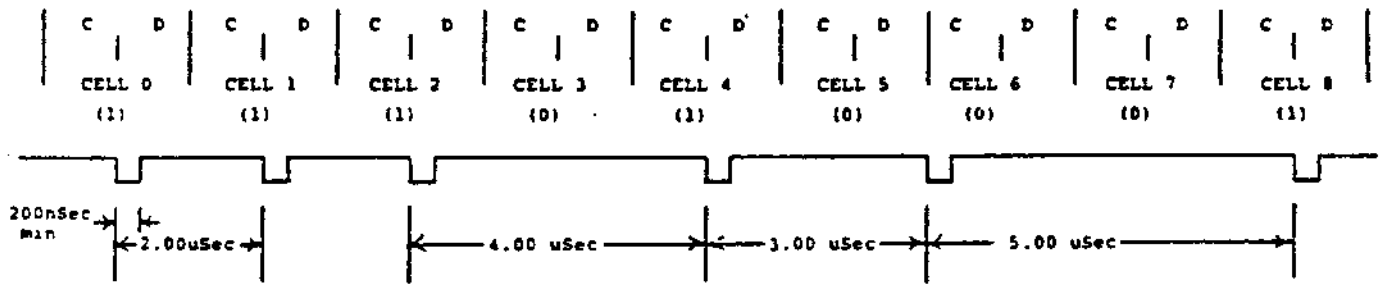 C D C D C D C D C D' C D C D C D C D
CELL 0 CELL 1 CELL 2 CELL 3 CELL 4 CELL 5 CELL 6 CELL 7 CELL 8
(1) (1) (1) (0) (1) (0) (0) (0) (1)
200nSec
min
2.00uSec 4.00 uSec 3.00 uSec 5.00 uSec